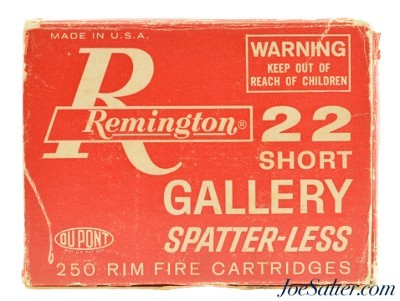 MADE IN U.S.A.
R
Remington®
WARNING
KEEP OUT OF
REACH OF CHILDREN
22
SHORT
GALLERY
SPATTER-LESS
DU PONT
250 RIM FIRE CARTRIDGES
JoeSalter.com